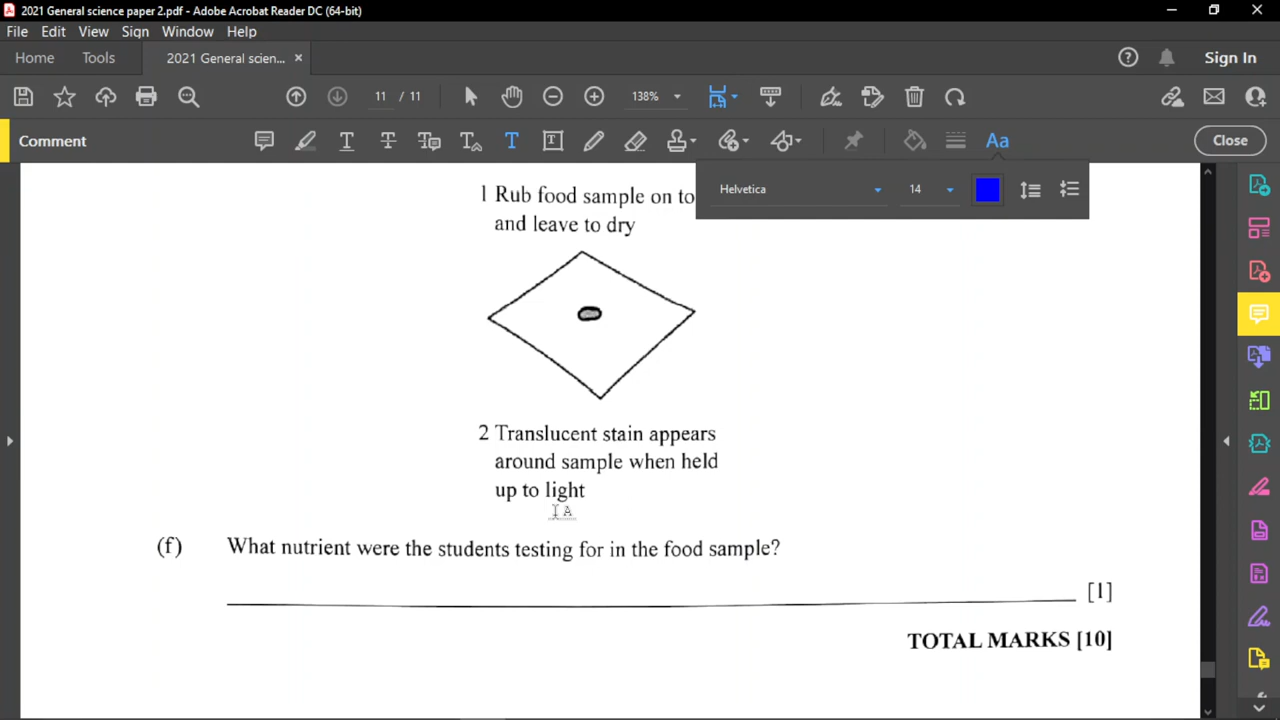 2021 General science paper 2.pdf - Adobe Acrobat Reader DC (64-bit)
File Edit View Sign Window Help
Home Tools 2021 General scien... × Sign In
11 / 11 138%
Comment Close
Helvetica 14
1 Rub food sample on to
and leave to dry
2 Translucent stain appears
around sample when held
up to light
(f) What nutrient were the students testing for in the food sample?
[1]
TOTAL MARKS [10]